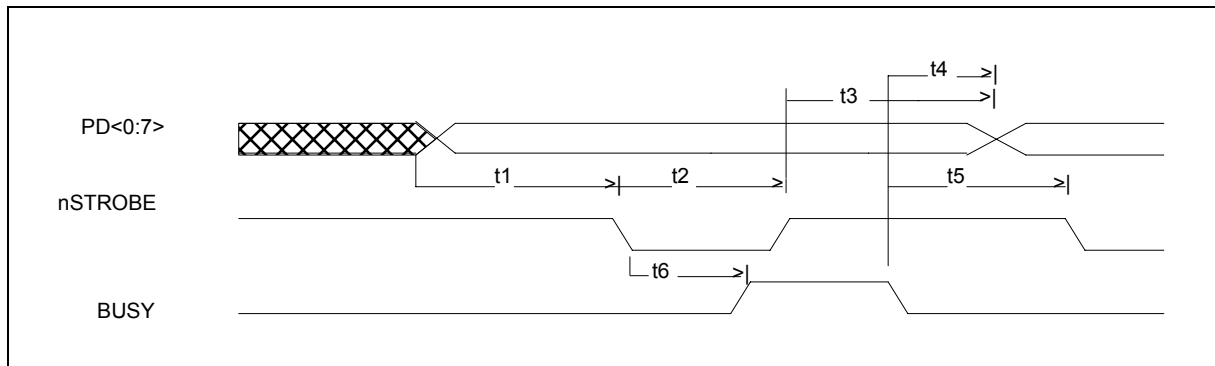 t4
t3
PD<0:7>
t1
t2
t5
nSTROBE
t6
BUSY